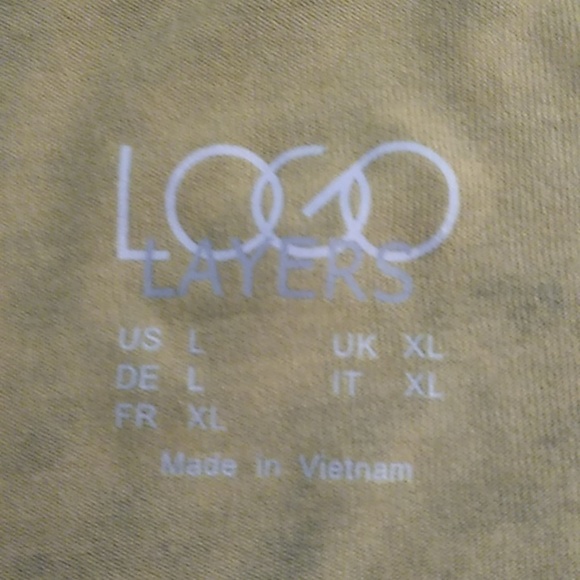 LOGO
LAYERS
US L UK XL
DE L IT XL
FR XL
Made in Vietnam